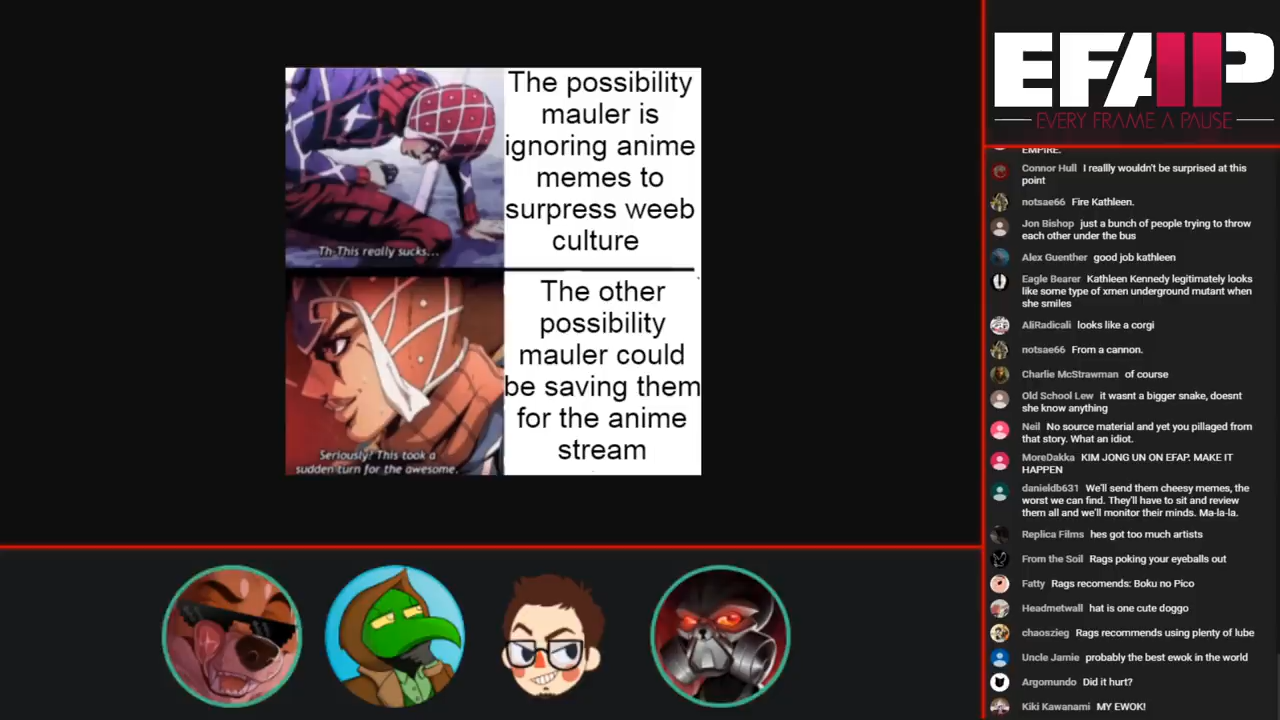 The possibility
mauler is
ignoring anime
memes to
surpress weeb
culture
Th-This really sucks...
The other
possibility
mauler could
be saving them
for the anime
stream
Seriously! This took a
sudden turn for the awesome.
EFAP
EVERY FRAME A PAUSE
EMPIRE.
Connor Hull I reallly wouldn't be surprised at this
point
notsae66 Fire Kathleen.
Jon Bishop just a bunch of people trying to throw
each other under the bus
Alex Guenther good job kathleen
Eagle Bearer Kathleen Kennedy legitimately looks
like some type of xmen underground mutant when
she smiles
AliRadicali looks like a corgi
notsae66 From a cannon.
Charlie McStrawman of course
Old School Lew it wasnt a bigger snake, doesnt
she know anything
Neil No source material and yet you pillaged from
that story. What an idiot.
MoreDakka KIM JONG UN ON EFAP. MAKE IT
HAPPEN
danieldb631 We'll send them cheesy memes, the
worst we can find. They'll have to sit and review
them all and we'll monitor their minds. Ma-la-la.
Replica Films hes got too much artists
From the Soil Rags poking your eyeballs out
Fatty Rags recomends: Boku no Pico
Headmetwall hat is one cute doggo
chaoszieg Rags recommends using plenty of lube
Uncle Jamie probably the best ewok in the world
Argomundo Did it hurt?
Kiki Kawanami MY EWOK!